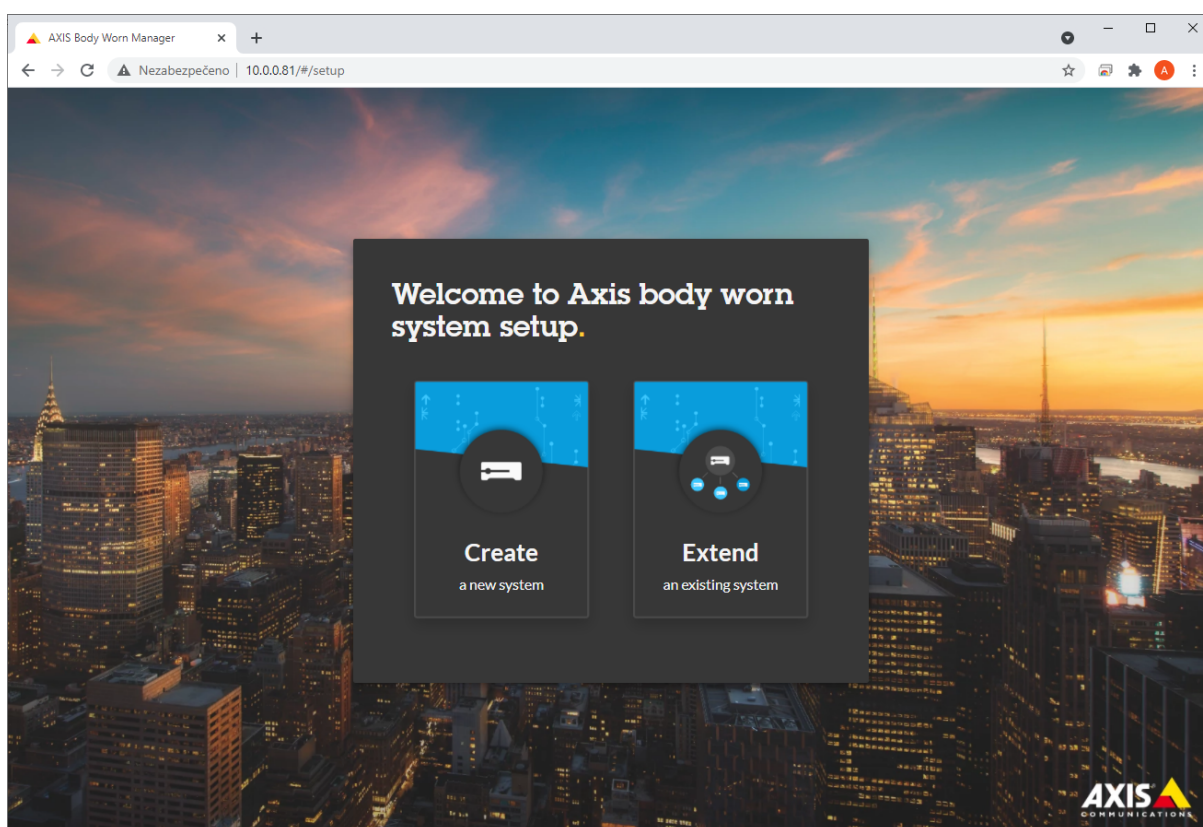 AXIS Body Worn Manager
Nezabezpečeno
10.0.0.81/#/setup
A
Welcome to Axis body worn
system setup.
Create
a new system
Extend
an existing system
AXIS
COMMUNICATIONS